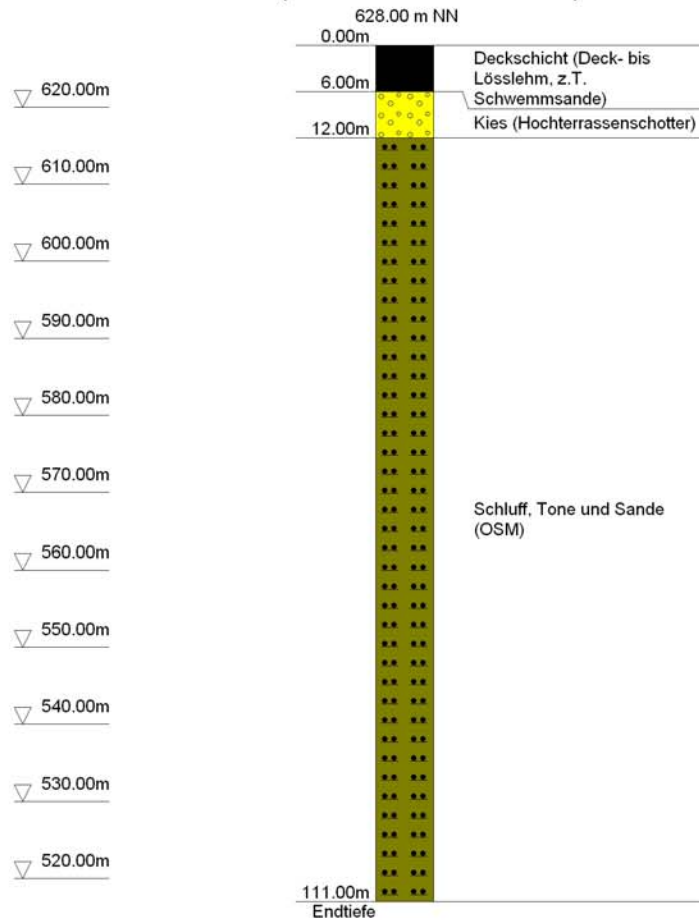 628.00 m NN
0.00m
Deckschicht (Deck- bis
Lösslehm, z.T.
Schwemmsande)
6.00m
620.00m
Kies (Hochterrassenschotter)
12.00m
610.00m
600.00m
590.00m
580.00m
570.00m
Schluff, Tone und Sande
(OSM)
560.00m
550.00m
540.00m
530.00m
520.00m
111.00m
Endtiefe